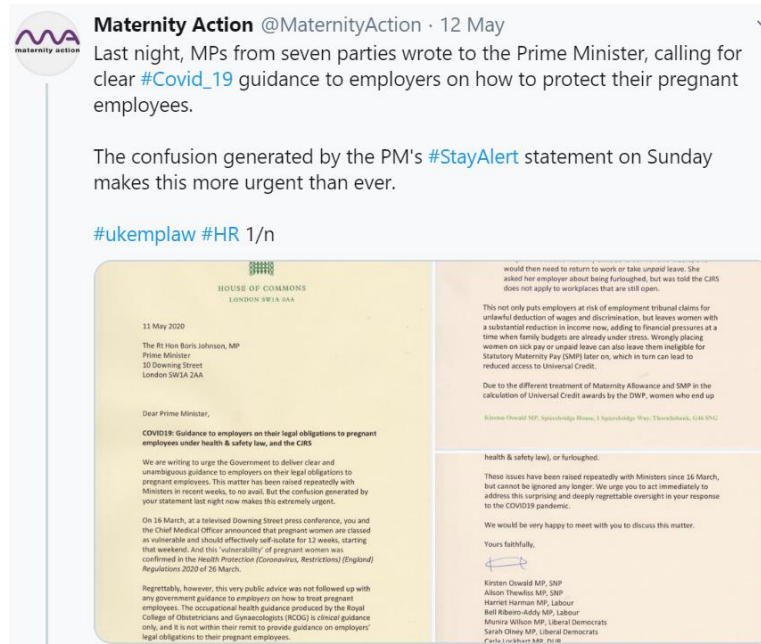 Maternity Action @MaternityAction · 12 May
maternity action
Last night, MPs from seven parties wrote to the Prime Minister, calling for
clear #Covid_19 guidance to employers on how to protect their pregnant
employees.
The confusion generated by the PM's #StayAlert statement on Sunday
makes this more urgent than ever.
#ukemplaw #HR 1/n
HOUSE OF COMMONS
LONDON SW1A 0AA
11 May 2020
The Rt Hon Boris Johnson, MP
Prime Minister
10 Downing Street
London SW1A 2AA
Dear Prime Minister,
COVID19: Guidance to employers on their legal obligations to pregnant
employees under health & safety law, and the CJRS
We are writing to urge the Government to deliver clear and
unambiguous guidance to employers on their legal obligations to
pregnant employees. This matter has been raised repeatedly with
Ministers in recent weeks, to no avail. But the confusion generated by
your statement last night now makes this extremely urgent.
On 16 March, at a televised Downing Street press conference, you and
the Chief Medical Officer announced that pregnant women are classed
as vulnerable and should effectively self-isolate for 12 weeks, starting
that weekend. And this 'vulnerability' of pregnant women was
confirmed in the Health Protection (Coronavirus, Restrictions) (England)
Regulations 2020 of 26 March.
Regrettably, however, this very public advice was not followed up with
any government guidance to employers on how to treat pregnant
employees. The occupational health guidance produced by the Royal
College of Obstetricians and Gynaecologists (RCOG) is clinical guidance
only, and it is not within their remit to provide guidance on employers'
legal obligations to their pregnant employees.
would then need to return to work or take unpaid leave. She
asked her employer about being furloughed, but was told the CJRS
does not apply to workplaces that are still open.
This not only puts employers at risk of employment tribunal claims for
unlawful deduction of wages and discrimination, but leaves women with
a substantial reduction in income now, adding to financial pressures at a
time when family budgets are already under stress. Wrongly placing
women on sick pay or unpaid leave can also leave them ineligible for
Statutory Maternity Pay (SMP) later on, which in turn can lead to
reduced access to Universal Credit.
Due to the different treatment of Maternity Allowance and SMP in the
calculation of Universal Credit awards by the DWP, women who end up
Kirsten Oswald MP, Spiersbridge House, 1 Spiersbridge Way, Thornliebank, G46 8NG
health & safety law), or furloughed.
These issues have been raised repeatedly with Ministers since 16 March,
but cannot be ignored any longer. We urge you to act immediately to
address this surprising and deeply regrettable oversight in your response
to the COVID19 pandemic.
We would be very happy to meet with you to discuss this matter.
Yours faithfully,
Kirsten Oswald MP, SNP
Alison Thewliss MP, SNP
Harriet Harman MP, Labour
Bell Ribeiro-Addy MP, Labour
Munira Wilson MP, Liberal Democrats
Sarah Olney MP, Liberal Democrats
Carla Lockhart MP, DUP